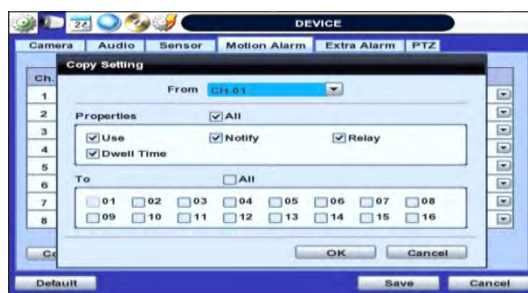 DEVICE
Camera Audio Sensor Motion Alarm Extra Alarm PTZ
Copy Setting
Ch.
From CH 01
1
2
Properties All
3
Use Notify Relay
4
Dwell Time
5
6
To All
7
01 02 03 04 05 06 07 08
8
09 10 11 12 13 14 15 16
OK Cancel
Default Save Cancel